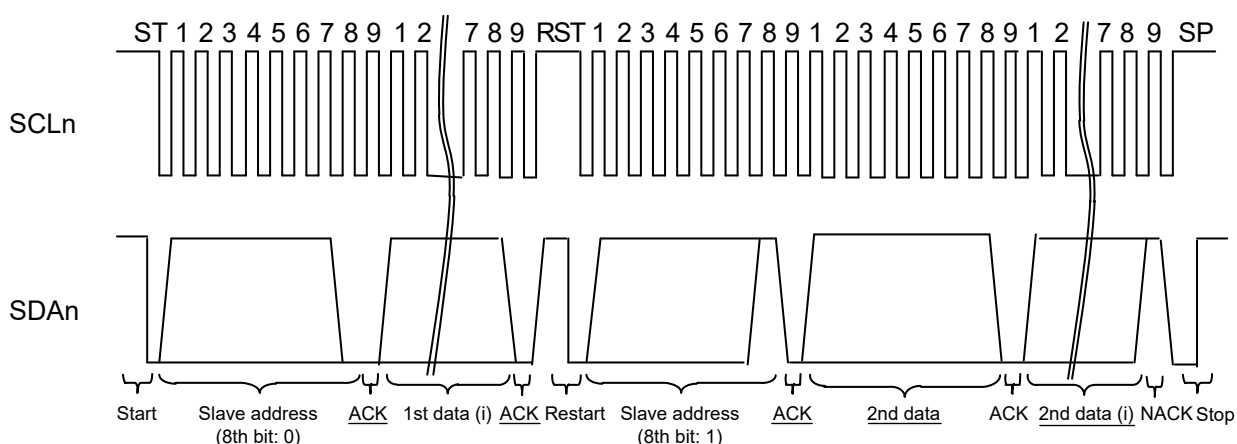 ST 1 2 3 4 5 6 7 8 9 1 2 7 8 9 RST 1 2 3 4 5 6 7 8 9 1 2 3 4 5 6 7 8 9 1 2 7 8 9 SP
SCLn
SDAn
Start Slave address ACK 1st data (i) ACK Restart Slave address ACK 2nd data ACK 2nd data (i) NACK Stop
(8th bit: 0) (8th bit: 1)